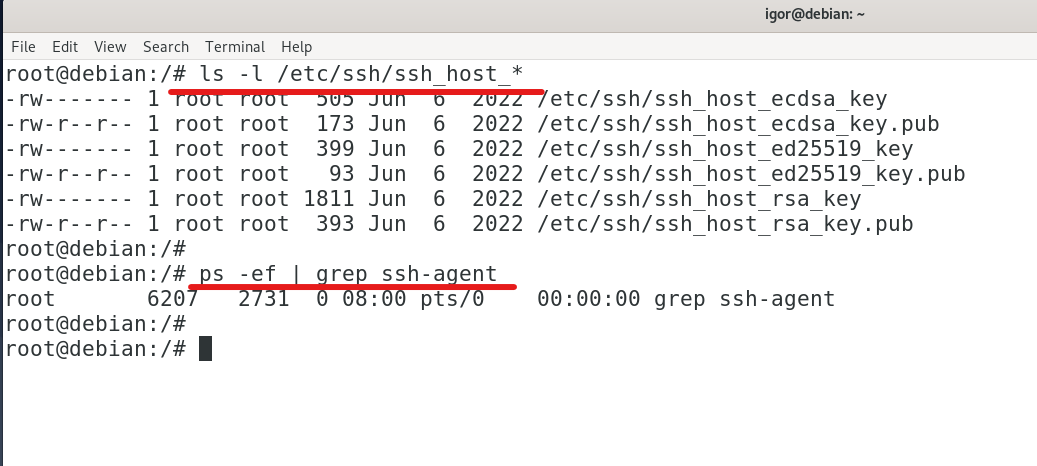 igor@debian: ~
File Edit View Search Terminal Help
root@debian:/# ls -l /etc/ssh/ssh_host_*
-rw------- 1 root root  505 Jun  6  2022 /etc/ssh/ssh_host_ecdsa_key
-rw-r--r-- 1 root root  173 Jun  6  2022 /etc/ssh/ssh_host_ecdsa_key.pub
-rw------- 1 root root  399 Jun  6  2022 /etc/ssh/ssh_host_ed25519_key
-rw-r--r-- 1 root root   93 Jun  6  2022 /etc/ssh/ssh_host_ed25519_key.pub
-rw------- 1 root root 1811 Jun  6  2022 /etc/ssh/ssh_host_rsa_key
-rw-r--r-- 1 root root  393 Jun  6  2022 /etc/ssh/ssh_host_rsa_key.pub
root@debian:/#
root@debian:/# ps -ef | grep ssh-agent
root       6207   2731  0 08:00 pts/0    00:00:00 grep ssh-agent
root@debian:/#
root@debian:/#